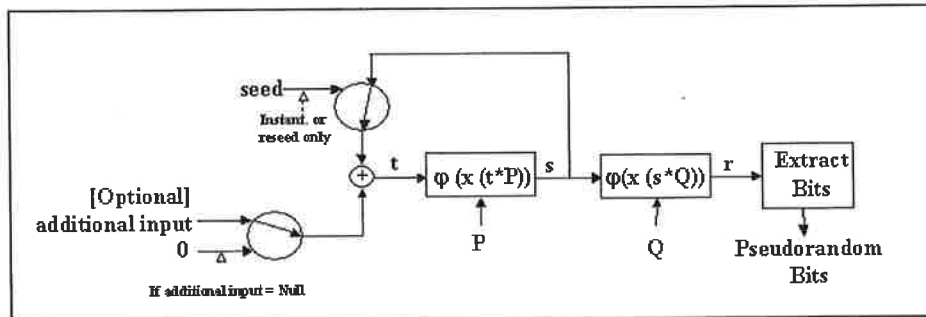 seed
Instant. or
reseed only
[Optional]
additional input
0
If additional input = Null
+
t
φ (x (t*P))
s
P
φ(x (s*Q))
r
Q
Extract
Bits
Pseudorandom
Bits